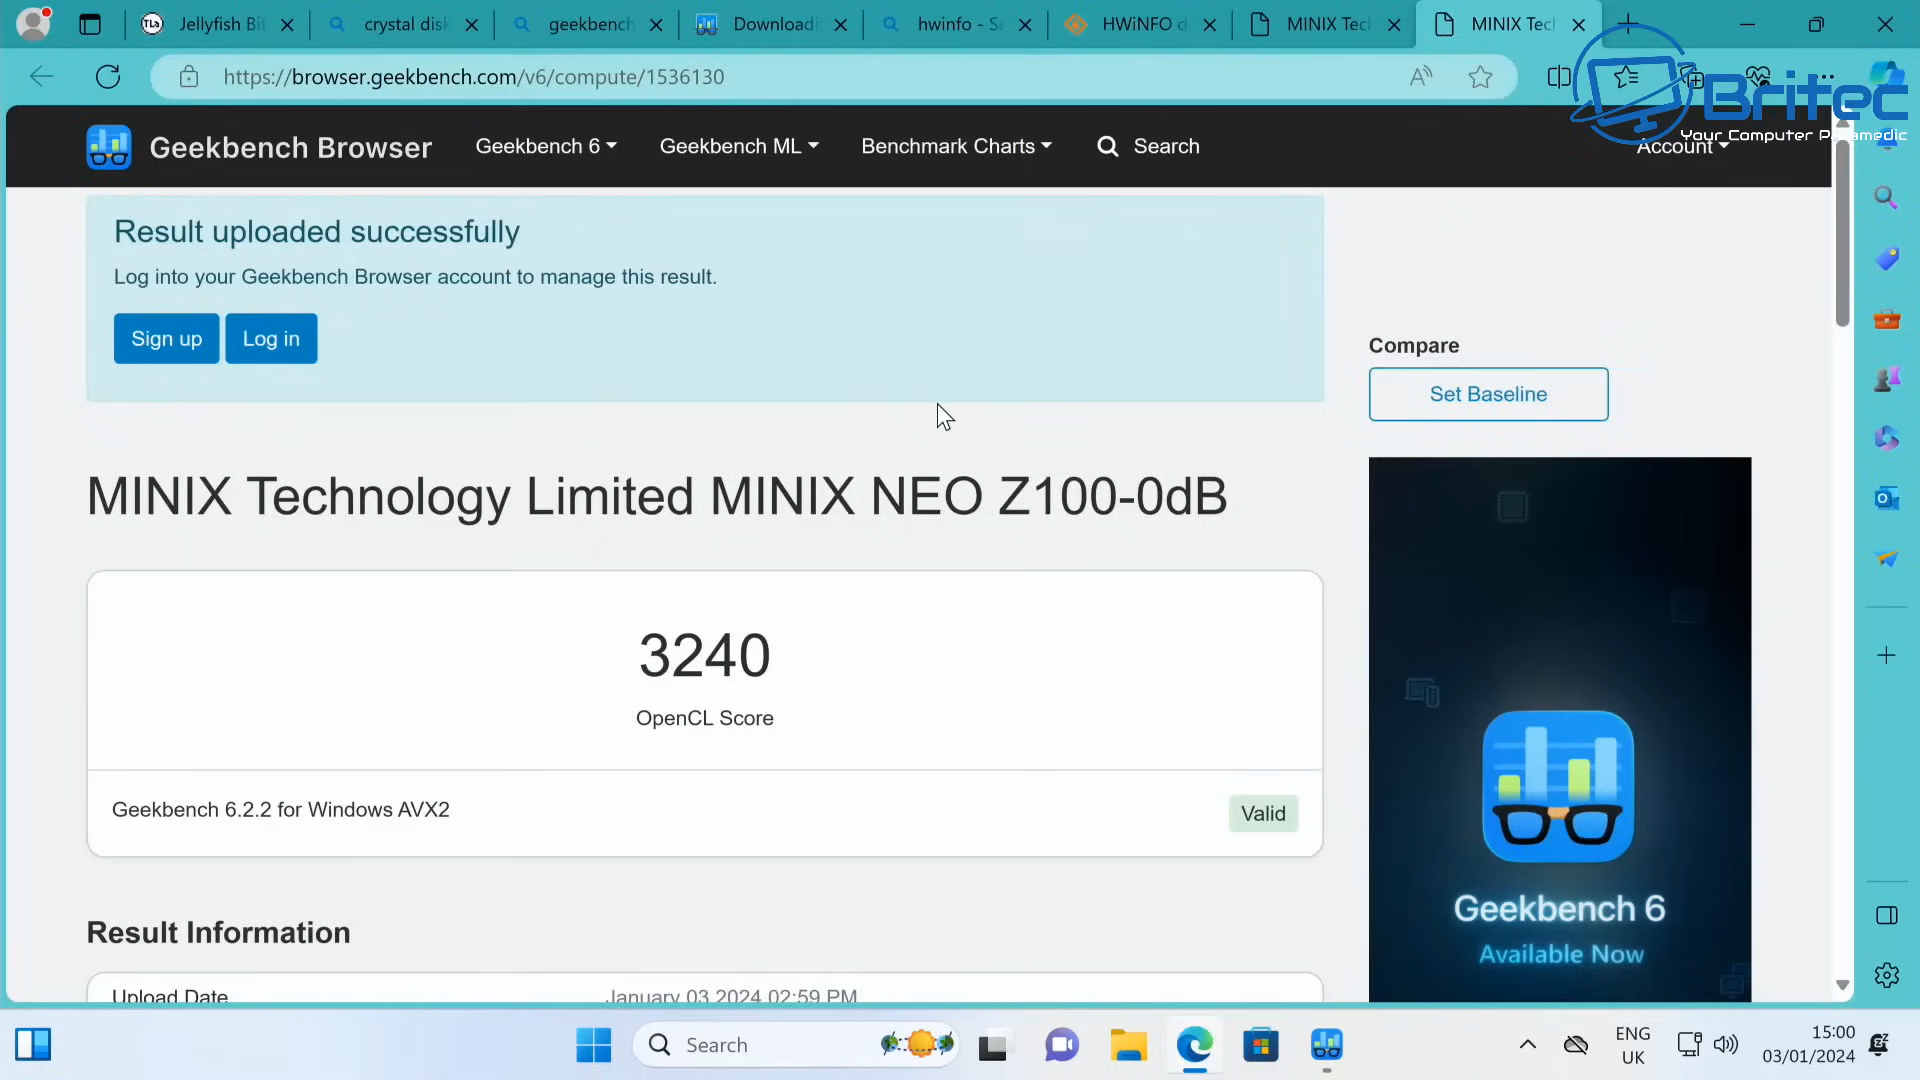 Jellyfish Bit
crystal disk
geekbench
Downloadi
hwinfo - Se
HWiNFO d
MINIX Tec
MINIX Tec
https://browser.geekbench.com/v6/compute/1536130
Britec
Your Computer Paramedic
Geekbench Browser
Geekbench 6
Geekbench ML
Benchmark Charts
Search
Account
Result uploaded successfully
Log into your Geekbench Browser account to manage this result.
Sign up
Log in
Compare
Set Baseline
MINIX Technology Limited MINIX NEO Z100-0dB
3240
OpenCL Score
Geekbench 6.2.2 for Windows AVX2
Valid
Geekbench 6
Available Now
Result Information
Upload Date
January 03 2024 02:59 PM
Search
ENG
UK
15:00
03/01/2024